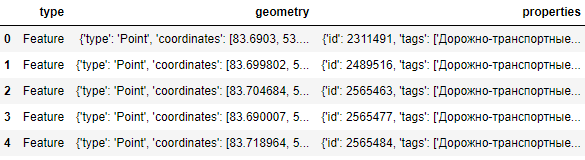 type geometry properties
0 Feature {'type': 'Point', 'coordinates': [83.6903, 53.... {'id': 2311491, 'tags': ['Дорожно-транспортные...
1 Feature {'type': 'Point', 'coordinates': [83.699802, 5... {'id': 2489516, 'tags': ['Дорожно-транспортные...
2 Feature {'type': 'Point', 'coordinates': [83.704684, 5... {'id': 2565463, 'tags': ['Дорожно-транспортные...
3 Feature {'type': 'Point', 'coordinates': [83.690007, 5... {'id': 2565477, 'tags': ['Дорожно-транспортные...
4 Feature {'type': 'Point', 'coordinates': [83.718964, 5... {'id': 2565484, 'tags': ['Дорожно-транспортные...